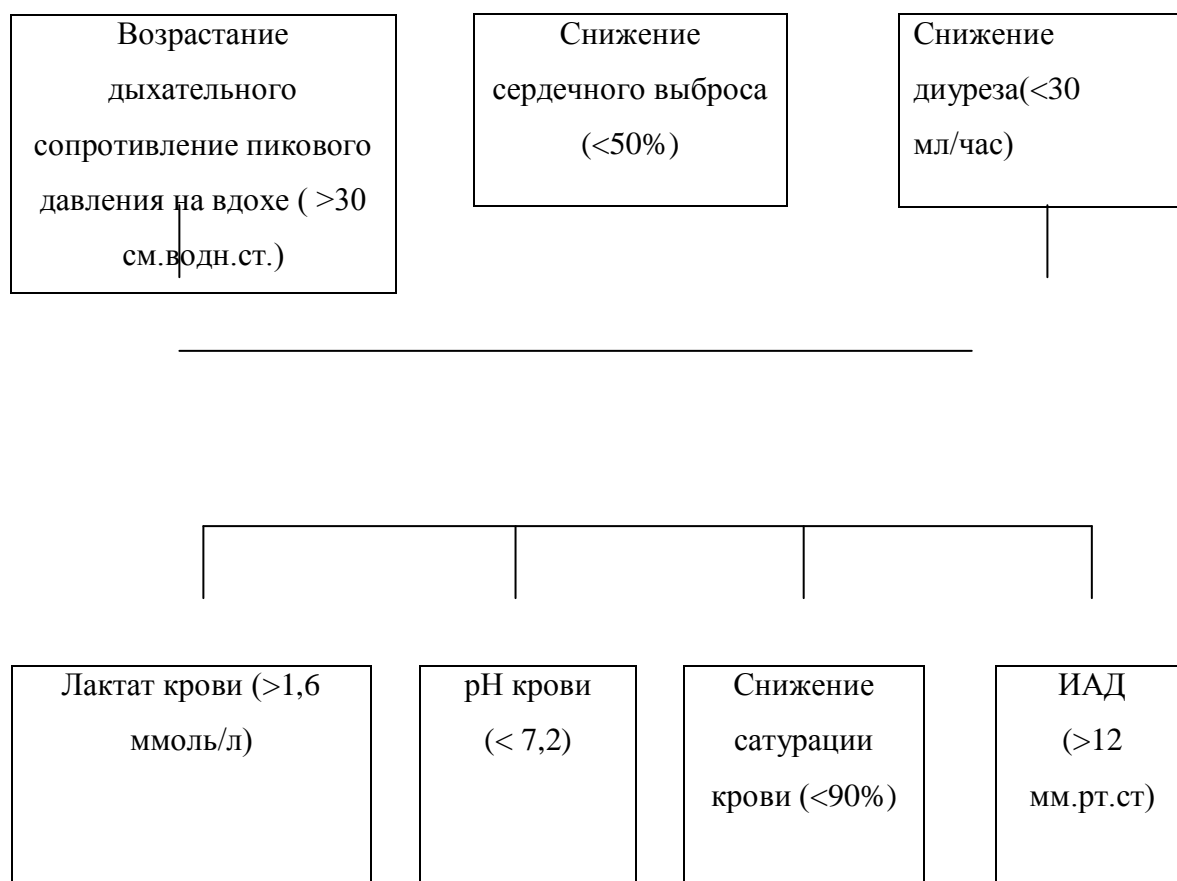 Возрастание
дыхательного
сопротивление пикового
давления на вдохе ( >30
см.водн.ст.)
Снижение
сердечного выброса
(<50%)
Снижение
диуреза(<30
мл/час)
Лактат крови (>1,6
ммоль/л)
рН крови
(< 7,2)
Снижение
сатурации
крови (<90%)
ИАД
(>12
мм.рт.ст)